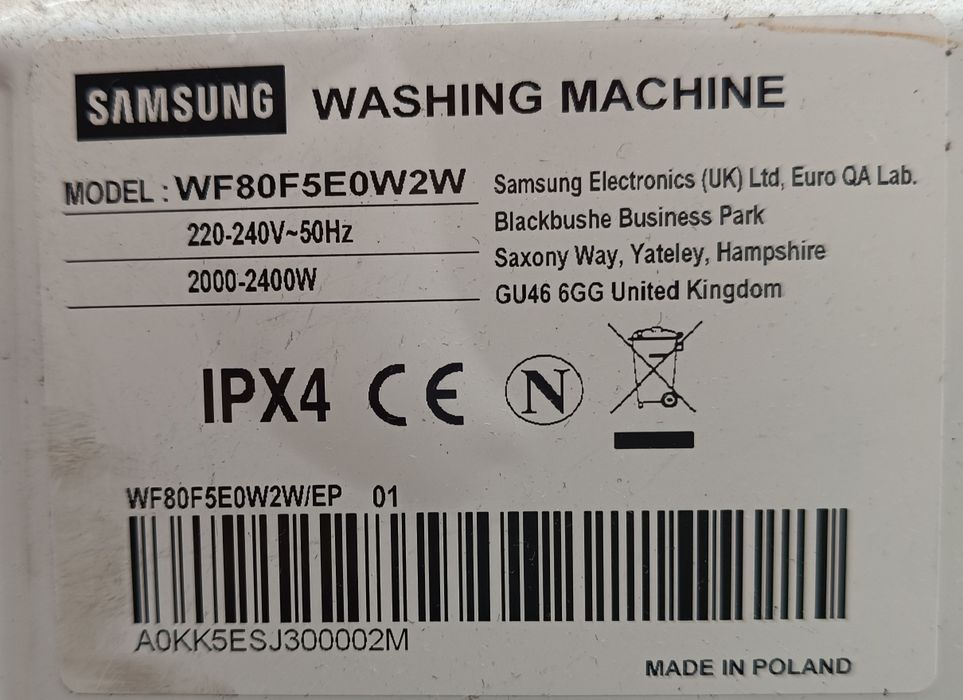 SAMSUNG WASHING MACHINE
MODEL : WF80F5E0W2W
220-240V~50Hz
2000-2400W
Samsung Electronics (UK) Ltd, Euro QA Lab.
Blackbushe Business Park
Saxony Way, Yateley, Hampshire
GU46 6GG United Kingdom
IPX4 CE N
WF80F5E0W2W/EP 01
A0KK5ESJ300002M
MADE IN POLAND